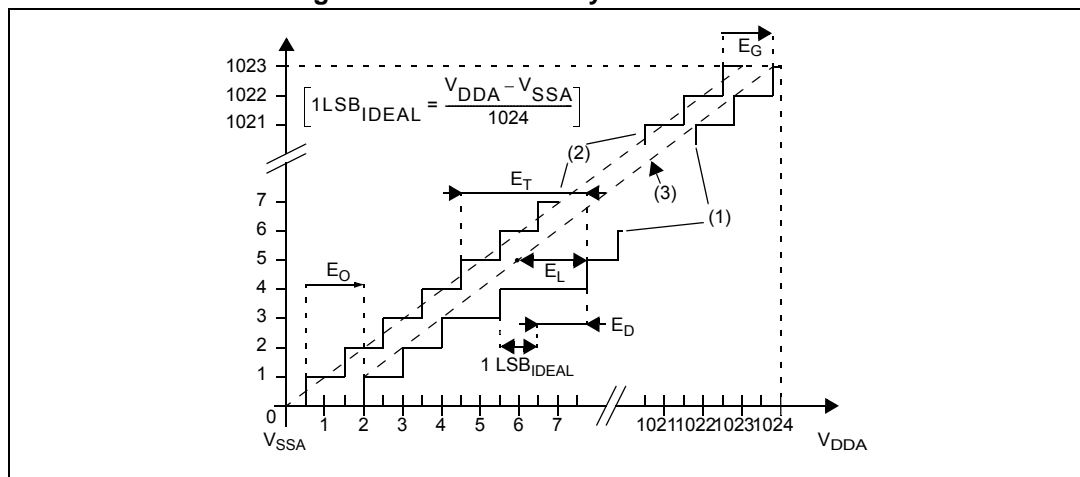 E_G
1023
1022
1021
[1LSB_IDEAL = (V_DDA – V_SSA) / 1024]
(2)
E_T
(3)
(1)
7
6
5
4
3
2
1
0
E_O
E_L
E_D
1 LSB_IDEAL
1 2 3 4 5 6 7 1021 1022 1023 1024
V_SSA
V_DDA